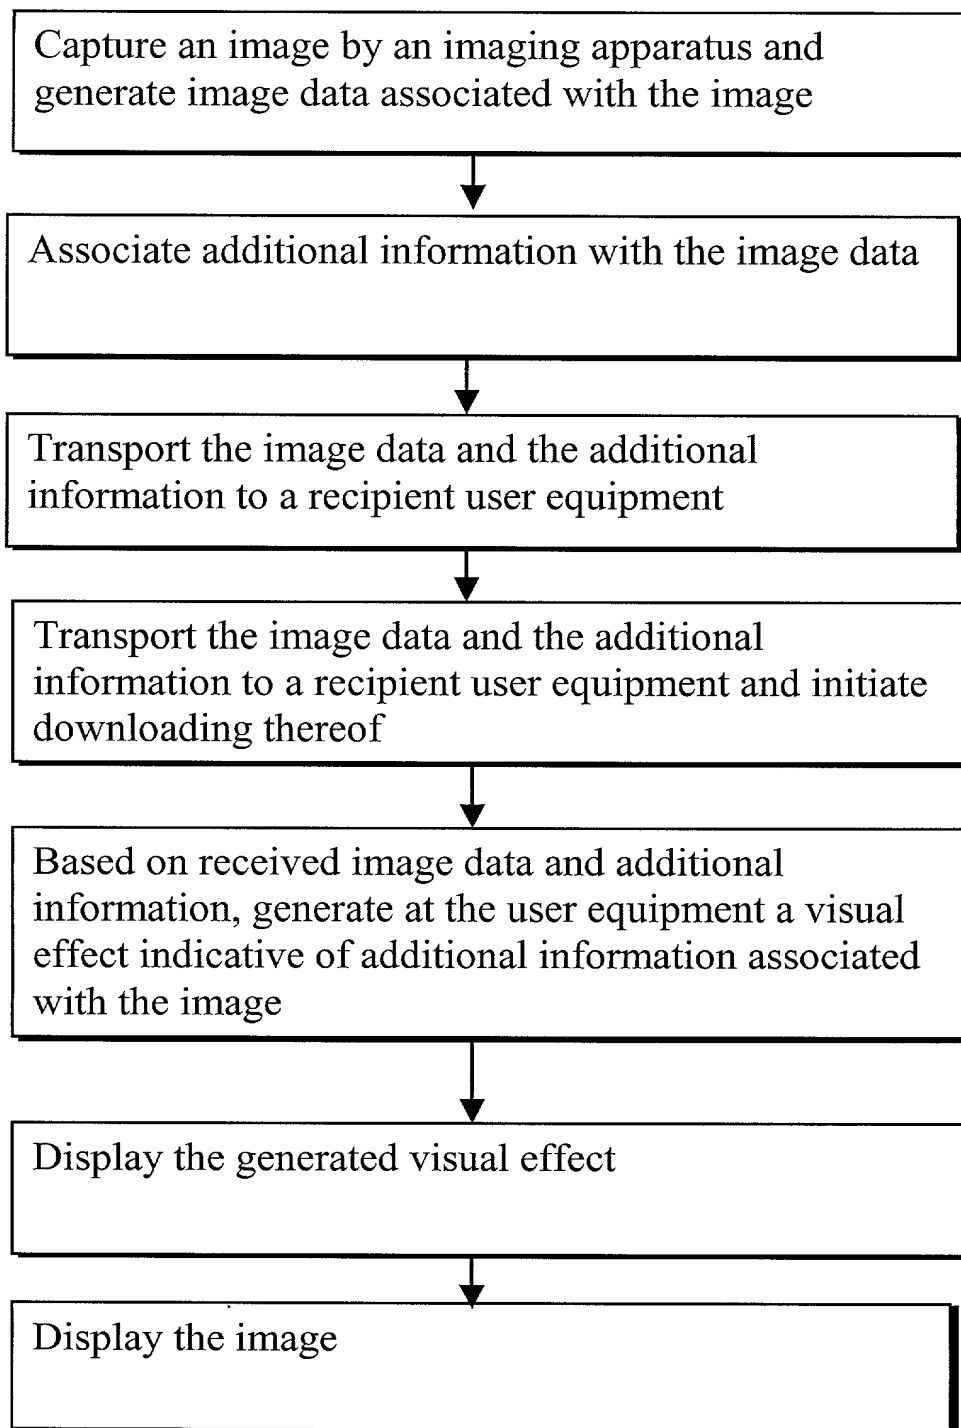 Capture an image by an imaging apparatus and
generate image data associated with the image
Associate additional information with the image data
Transport the image data and the additional
information to a recipient user equipment
Transport the image data and the additional
information to a recipient user equipment and initiate
downloading thereof
Based on received image data and additional
information, generate at the user equipment a visual
effect indicative of additional information associated
with the image
Display the generated visual effect
Display the image